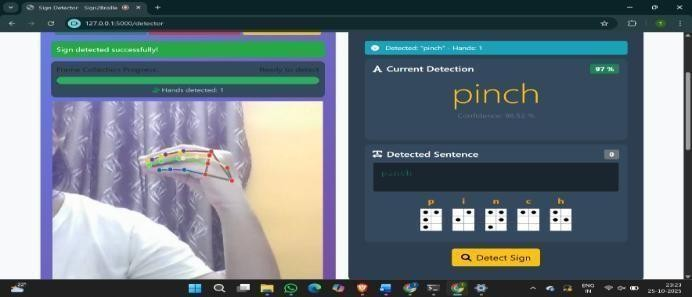 Sign Detector - Sign2Braille
127.0.0.1:5000/detector
Sign detected successfully!
Frame Collection Progress:
Ready to detect
Hands detected: 1
Detected: "pinch" - Hands: 1
Current Detection
97 %
pinch
Confidence: 96.52 %
Detected Sentence
0
pinch
p i n c h
Detect Sign
22°
ENG
IN
23:23
25-10-2025